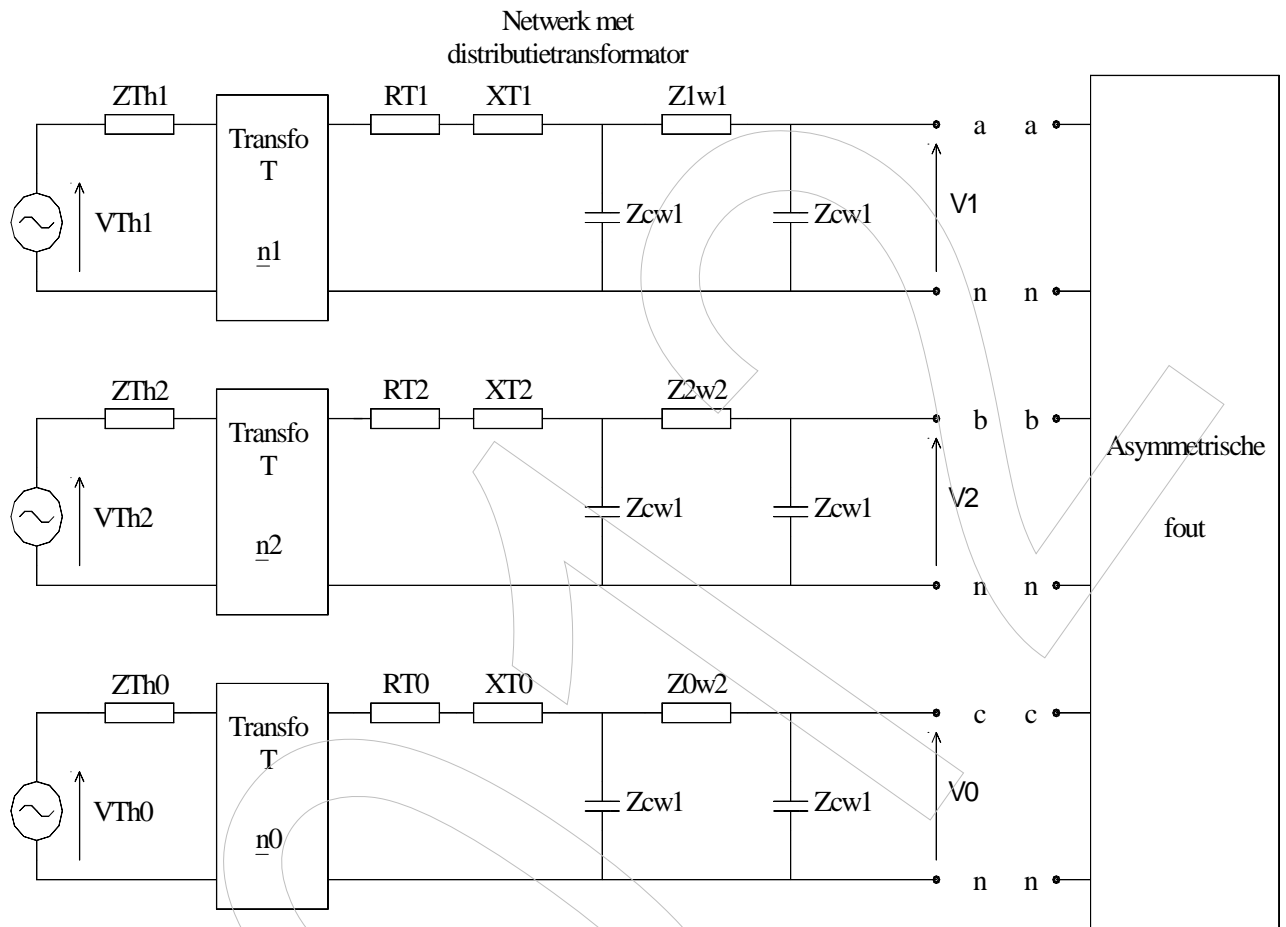 Netwerk met
distributietransformator
ZTh1
RT1
XT1
Z1w1
Transfo
T
n1
VTh1
Zcw1
Zcw1
V1
a
a
n
n
ZTh2
RT2
XT2
Z2w2
Transfo
T
n2
VTh2
Zcw1
Zcw1
V2
b
b
n
n
Asymmetrische
fout
ZTh0
RT0
XT0
Z0w2
Transfo
T
n0
VTh0
Zcw1
Zcw1
V0
c
c
n
n